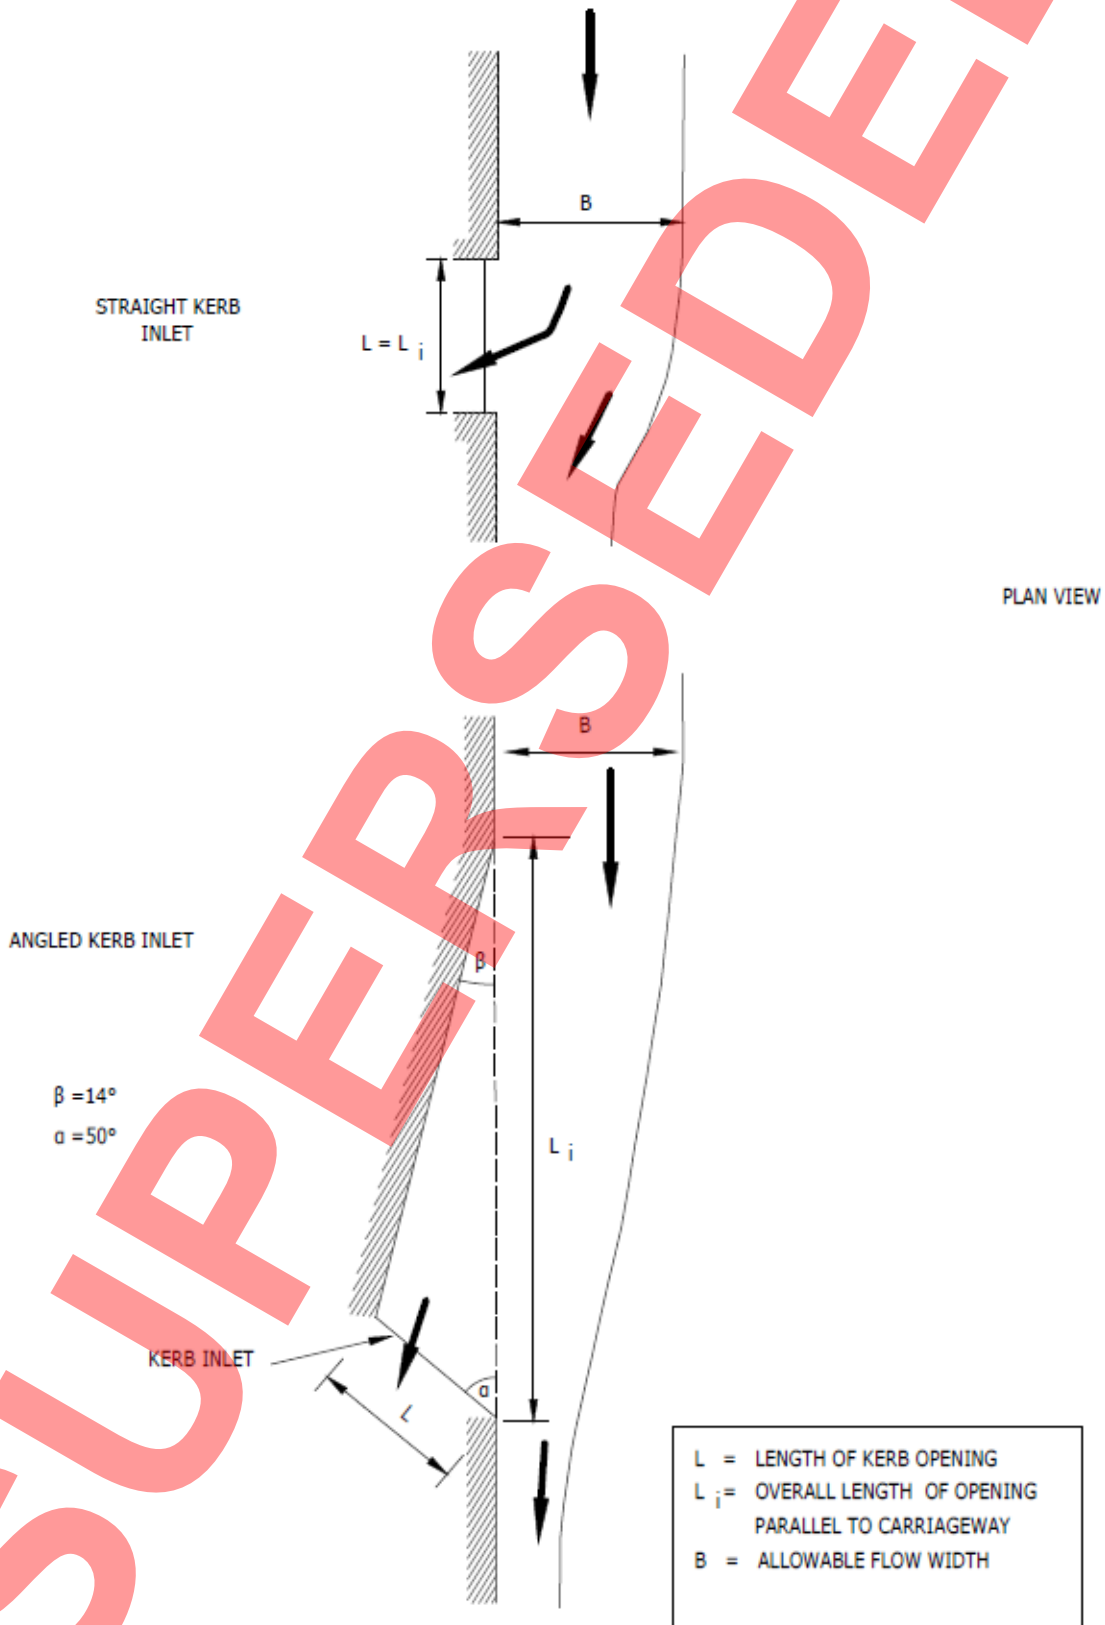 B
STRAIGHT KERB
INLET
L = L i
PLAN VIEW
B
ANGLED KERB INLET
β
β =14°
α =50°
L i
KERB INLET
α
L
L = LENGTH OF KERB OPENING
L i = OVERALL LENGTH OF OPENING
PARALLEL TO CARRIAGEWAY
B = ALLOWABLE FLOW WIDTH
SUPERSEDED